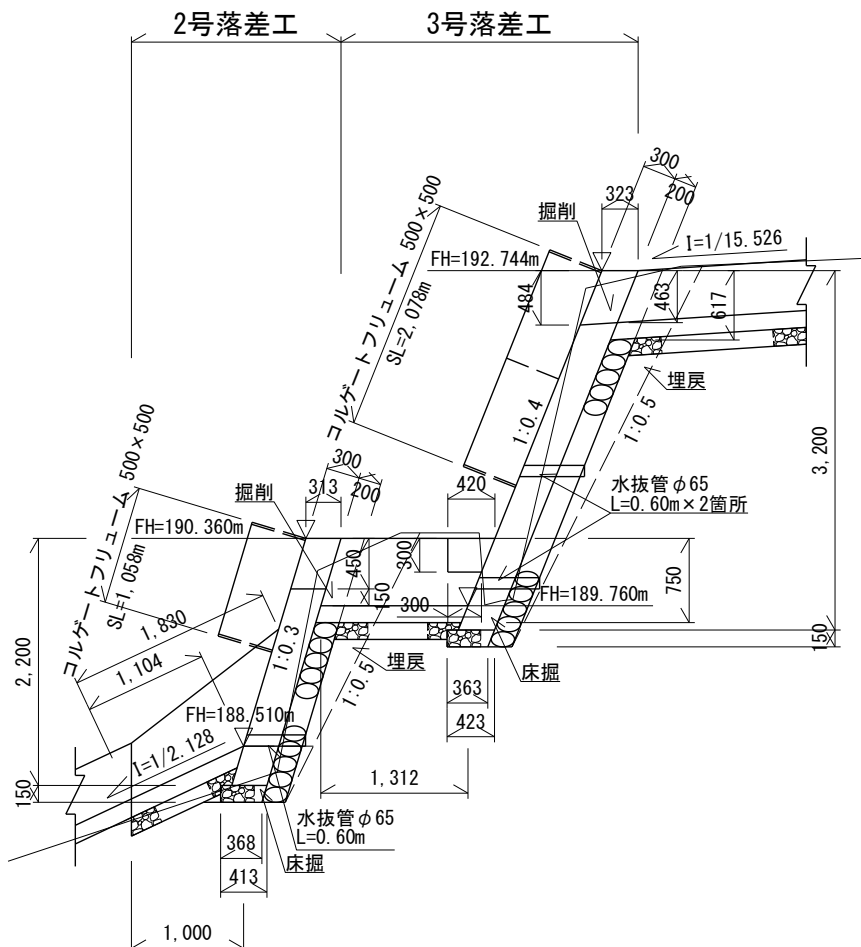 2号落差工
3号落差工
300
200
323
掘削
I=1/15.526
FH=192.744m
484
463
617
コルゲートフリューム 500×500
SL=2,078m
1:0.4
埋戻
1:0.5
3,200
水抜管φ65
L=0.60m×2箇所
420
300
200
313
掘削
FH=190.360m
450
150
300
300
FH=189.760m
750
150
コルゲートフリューム 500×500
SL=1,058m
1,830
1,104
1:0.3
1:0.5
埋戻
床掘
363
423
2,200
FH=188.510m
I=1/2.128
150
1,312
水抜管φ65
L=0.60m
床掘
368
413
1,000